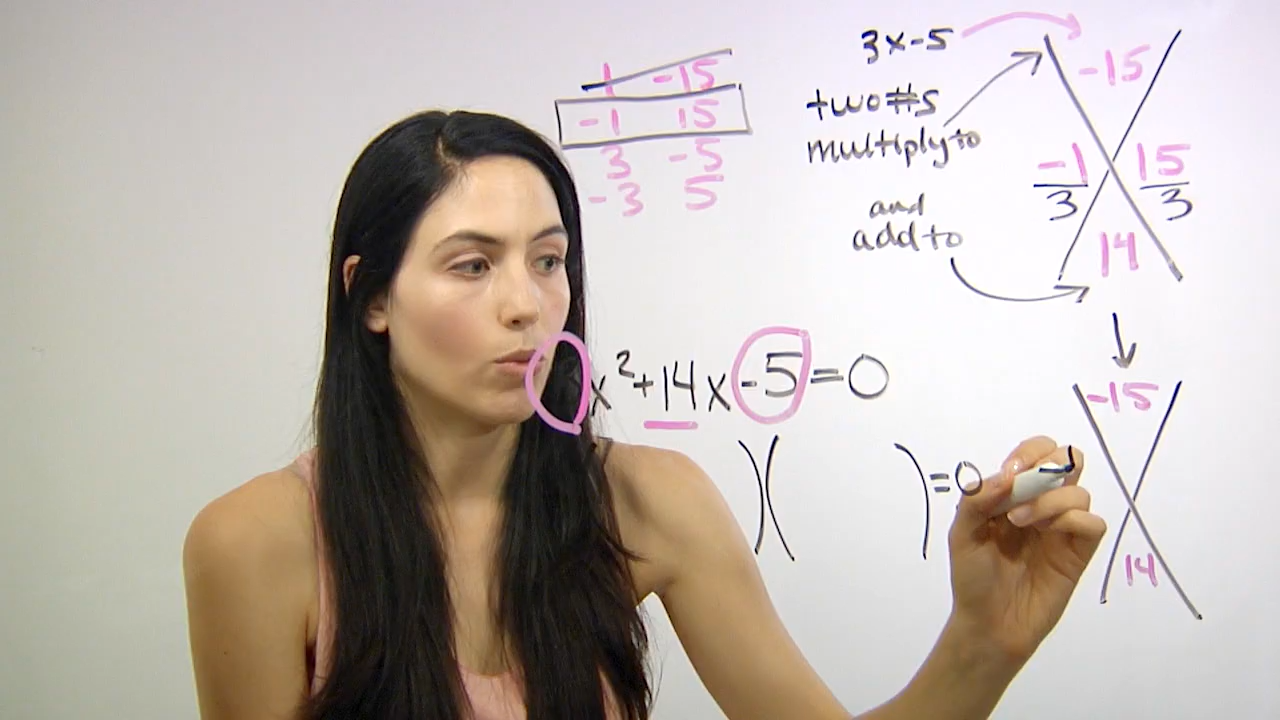 1 -15
-1 15
3 -5
-3 5
3x-5
two #s
multiply to
and
add to
-15
-1/3 15/3
14
x²+14x-5=0
)( )=0
-15
14